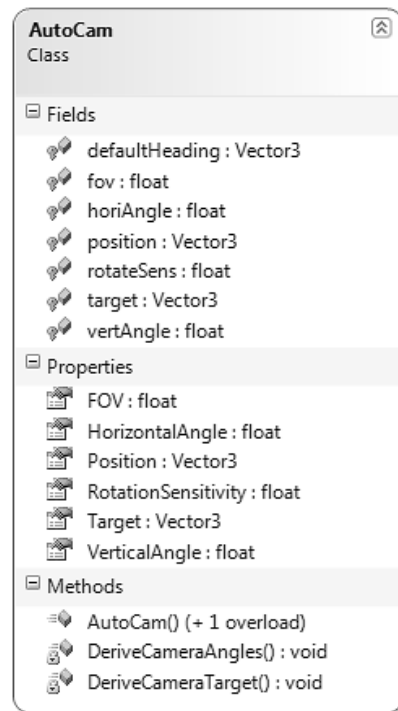 AutoCam
Class
Fields
defaultHeading : Vector3
fov : float
horiAngle : float
position : Vector3
rotateSens : float
target : Vector3
vertAngle : float
Properties
FOV : float
HorizontalAngle : float
Position : Vector3
RotationSensitivity : float
Target : Vector3
VerticalAngle : float
Methods
AutoCam() (+ 1 overload)
DeriveCameraAngles() : void
DeriveCameraTarget() : void